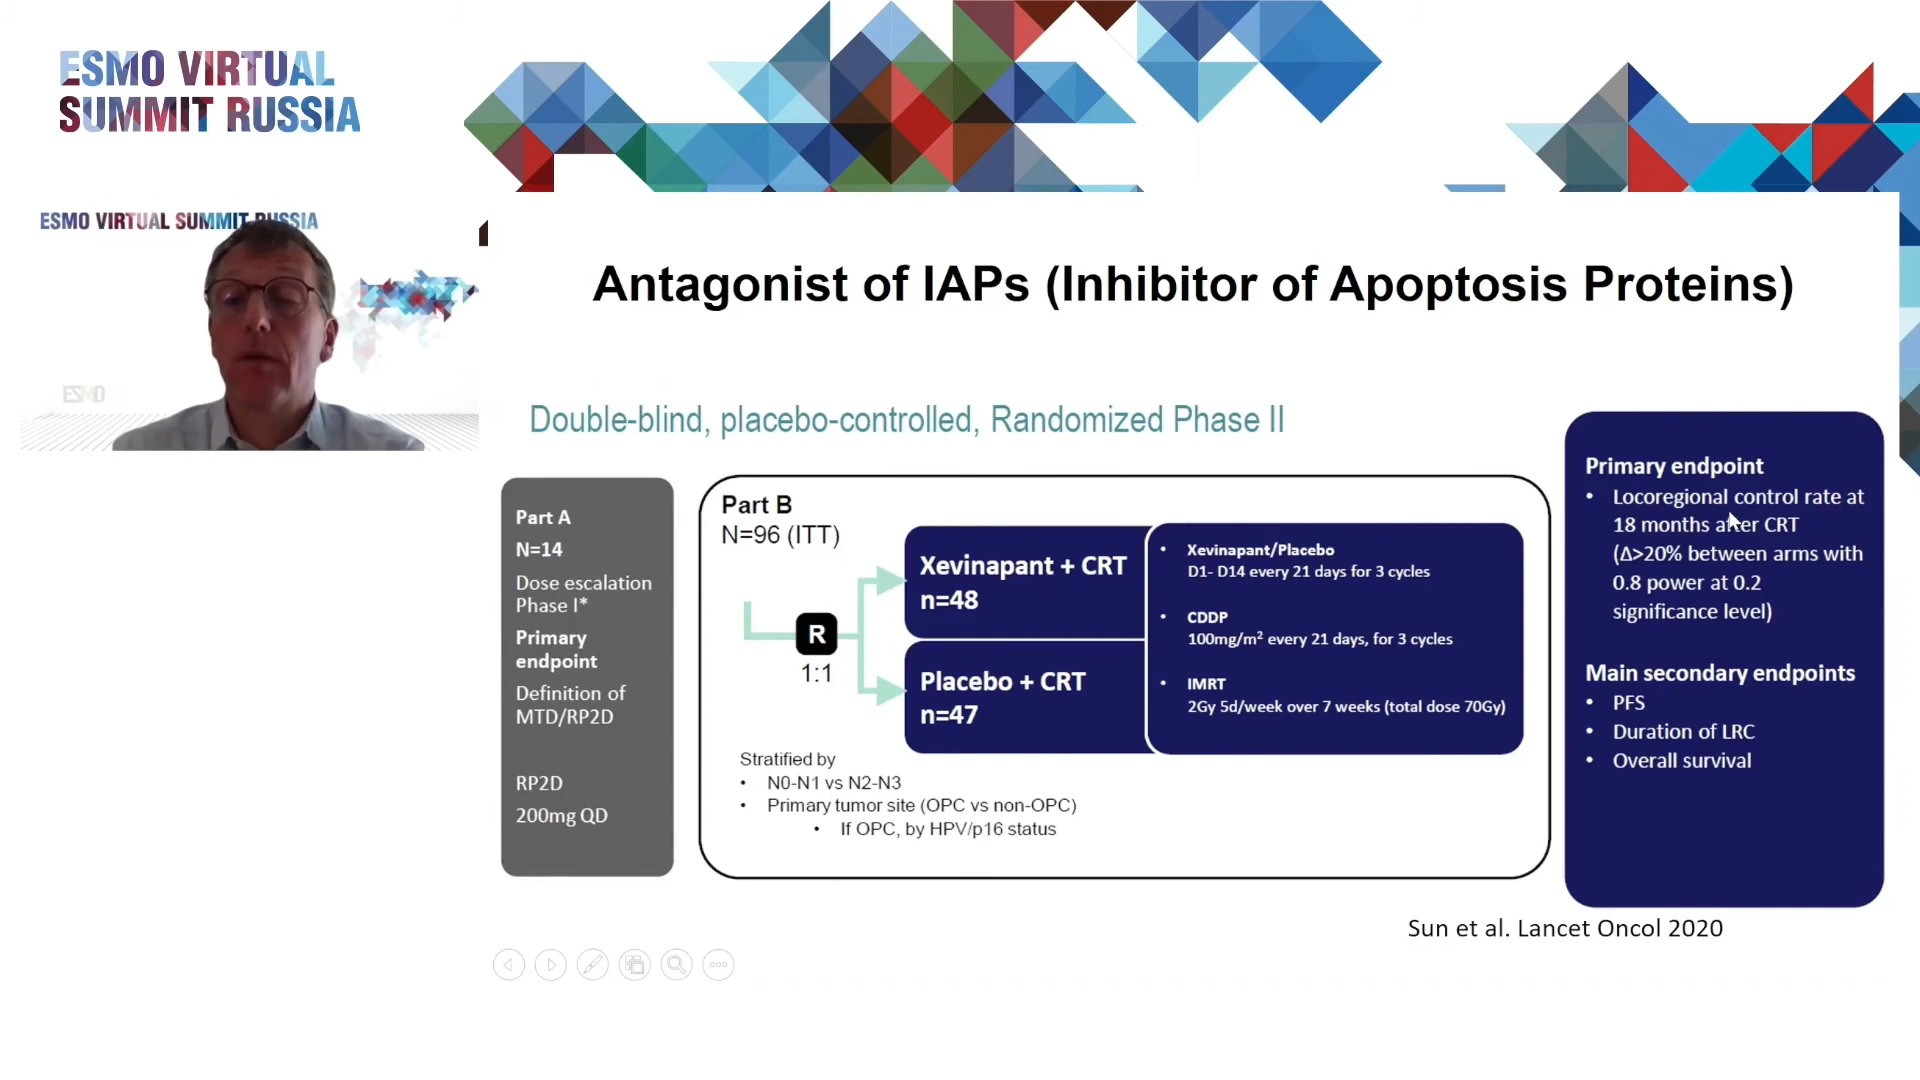 ESMO VIRTUAL
SUMMIT RUSSIA
ESMO VIRTUAL SUMMIT RUSSIA
ESMO
Antagonist of IAPs (Inhibitor of Apoptosis Proteins)
Double-blind, placebo-controlled, Randomized Phase II
Part A
N=14
Dose escalation
Phase I*
Primary
endpoint
Definition of
MTD/RP2D
RP2D
200mg QD
Part B
N=96 (ITT)
R
1:1
Xevinapant + CRT
n=48
Placebo + CRT
n=47
• Xevinapant/Placebo
D1- D14 every 21 days for 3 cycles
• CDDP
100mg/m² every 21 days, for 3 cycles
• IMRT
2Gy 5d/week over 7 weeks (total dose 70Gy)
Stratified by
• N0-N1 vs N2-N3
• Primary tumor site (OPC vs non-OPC)
• If OPC, by HPV/p16 status
Primary endpoint
• Locoregional control rate at
18 months after CRT
(Δ>20% between arms with
0.8 power at 0.2
significance level)
Main secondary endpoints
• PFS
• Duration of LRC
• Overall survival
Sun et al. Lancet Oncol 2020